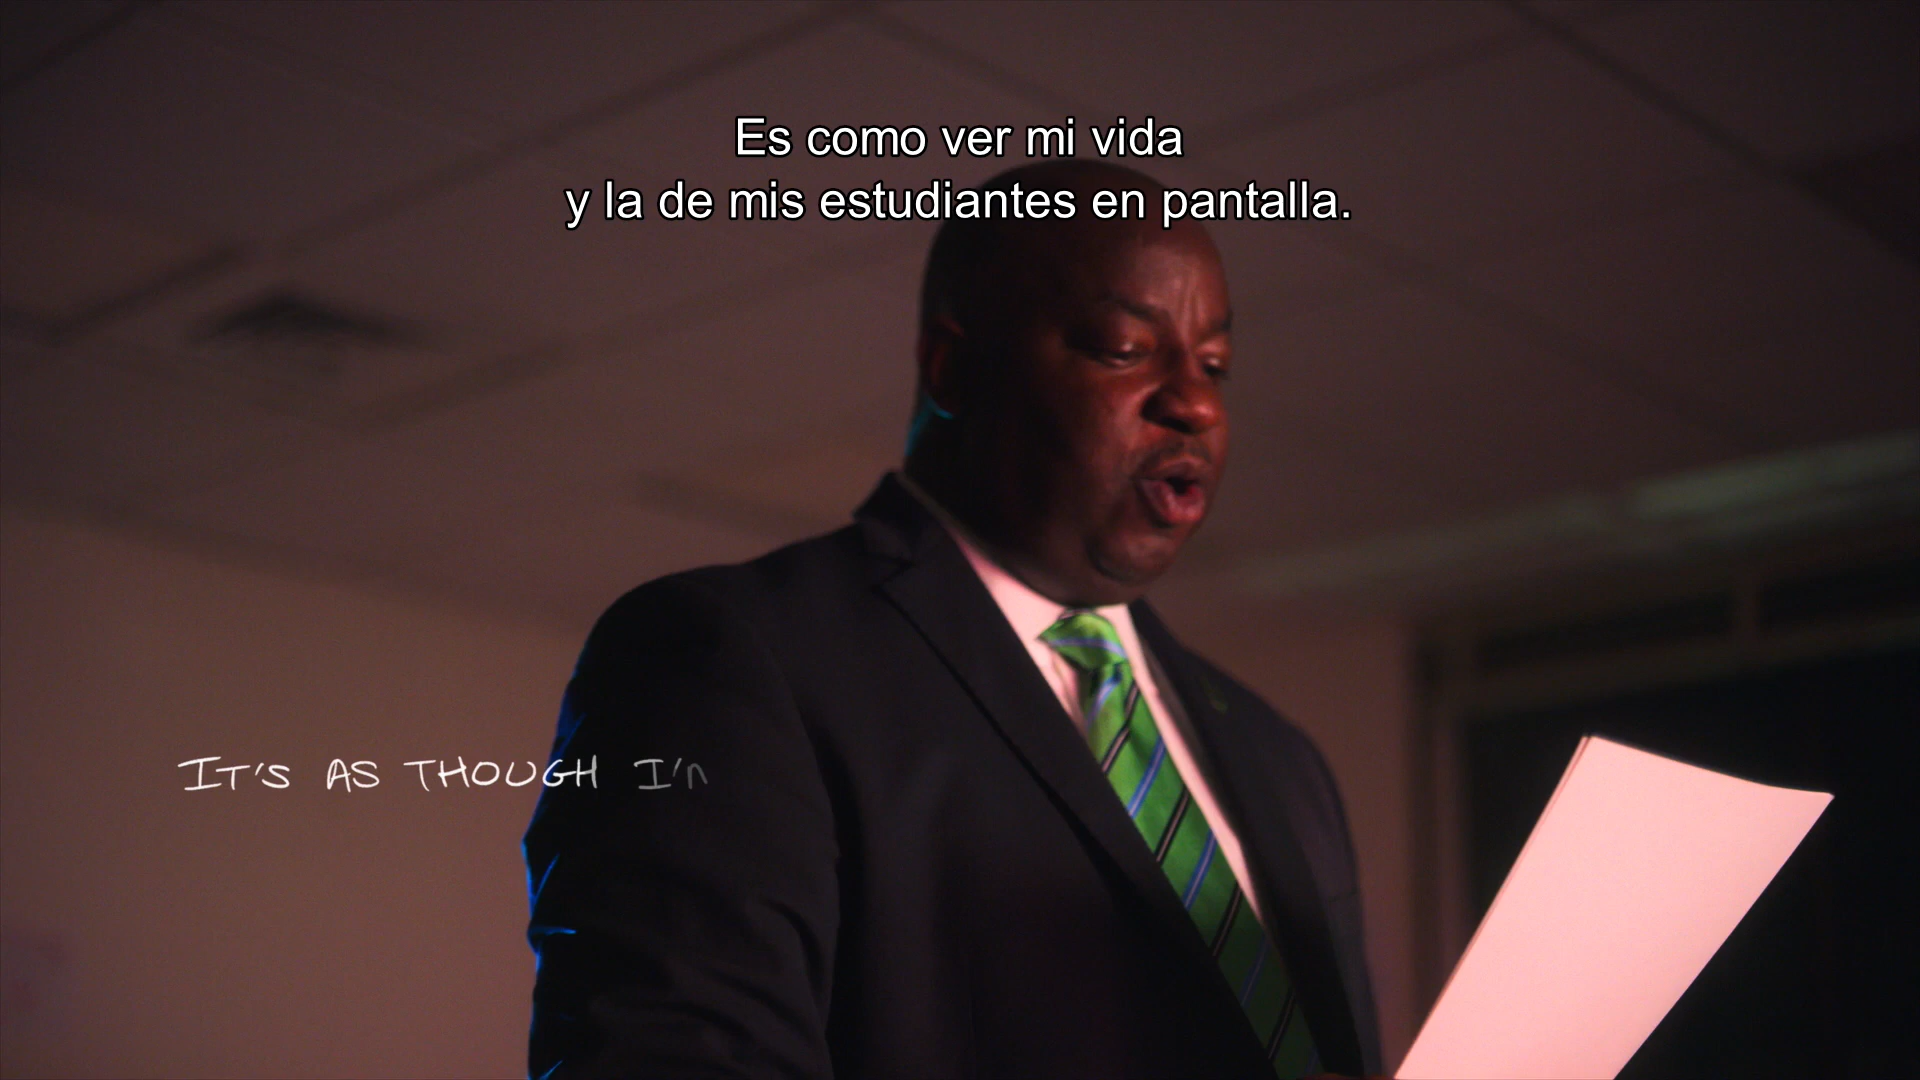 Es como ver mi vida
y la de mis estudiantes en pantalla.
IT'S AS THOUGH I'